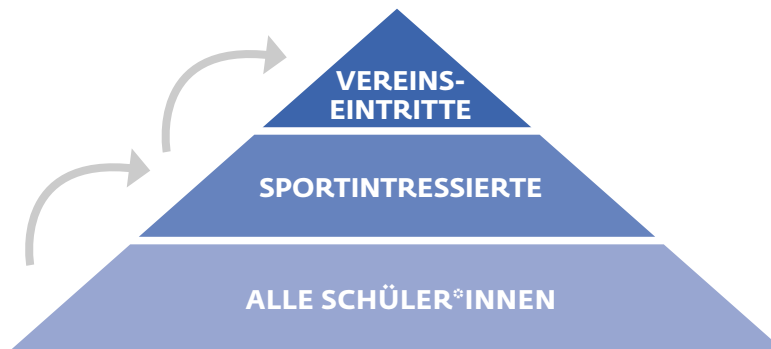 VEREINS-
EINTRITTE
SPORTINTRESSIERTE
ALLE SCHÜLER*INNEN